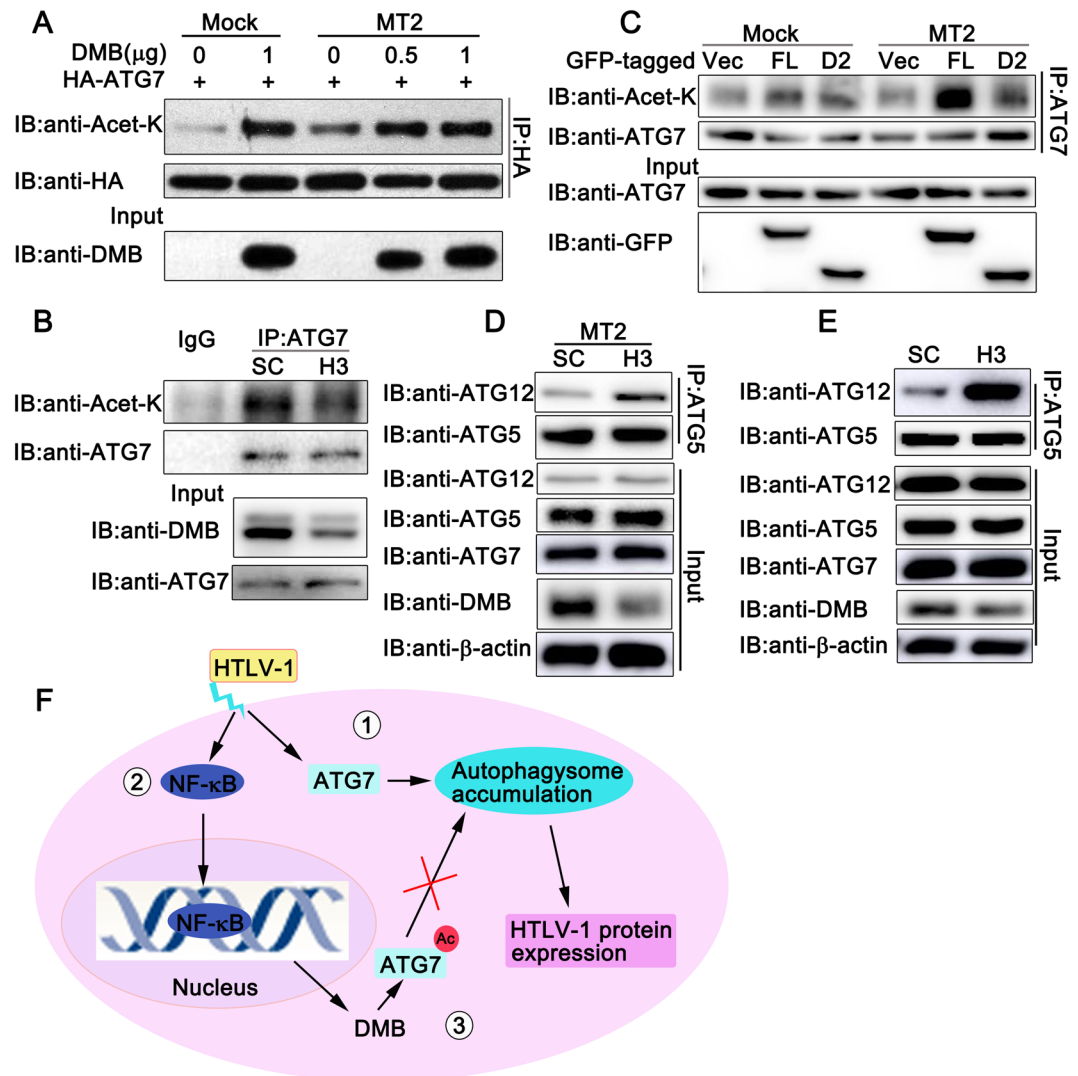 A
Mock MT2
DMB(μg) 0 1 0 0.5 1
HA-ATG7 + + + + +
IB:anti-Acet-K
IB:anti-HA
IP:HA
Input
IB:anti-DMB
C
Mock MT2
GFP-tagged Vec FL D2 Vec FL D2
IB:anti-Acet-K
IB:anti-ATG7
IP:ATG7
Input
IB:anti-ATG7
IB:anti-GFP
B
IgG IP:ATG7
SC H3
IB:anti-Acet-K
IB:anti-ATG7
Input
IB:anti-DMB
IB:anti-ATG7
D
MT2
SC H3
IB:anti-ATG12
IB:anti-ATG5
IP:ATG5
IB:anti-ATG12
IB:anti-ATG5
IB:anti-ATG7
IB:anti-DMB
IB:anti-β-actin
Input
E
SC H3
IB:anti-ATG12
IB:anti-ATG5
IP:ATG5
IB:anti-ATG12
IB:anti-ATG5
IB:anti-ATG7
IB:anti-DMB
IB:anti-β-actin
Input
F
HTLV-1
①
② NF-κB
ATG7
Autophagysome
accumulation
NF-κB
Nucleus
Ac
ATG7
DMB
③
HTLV-1 protein
expression